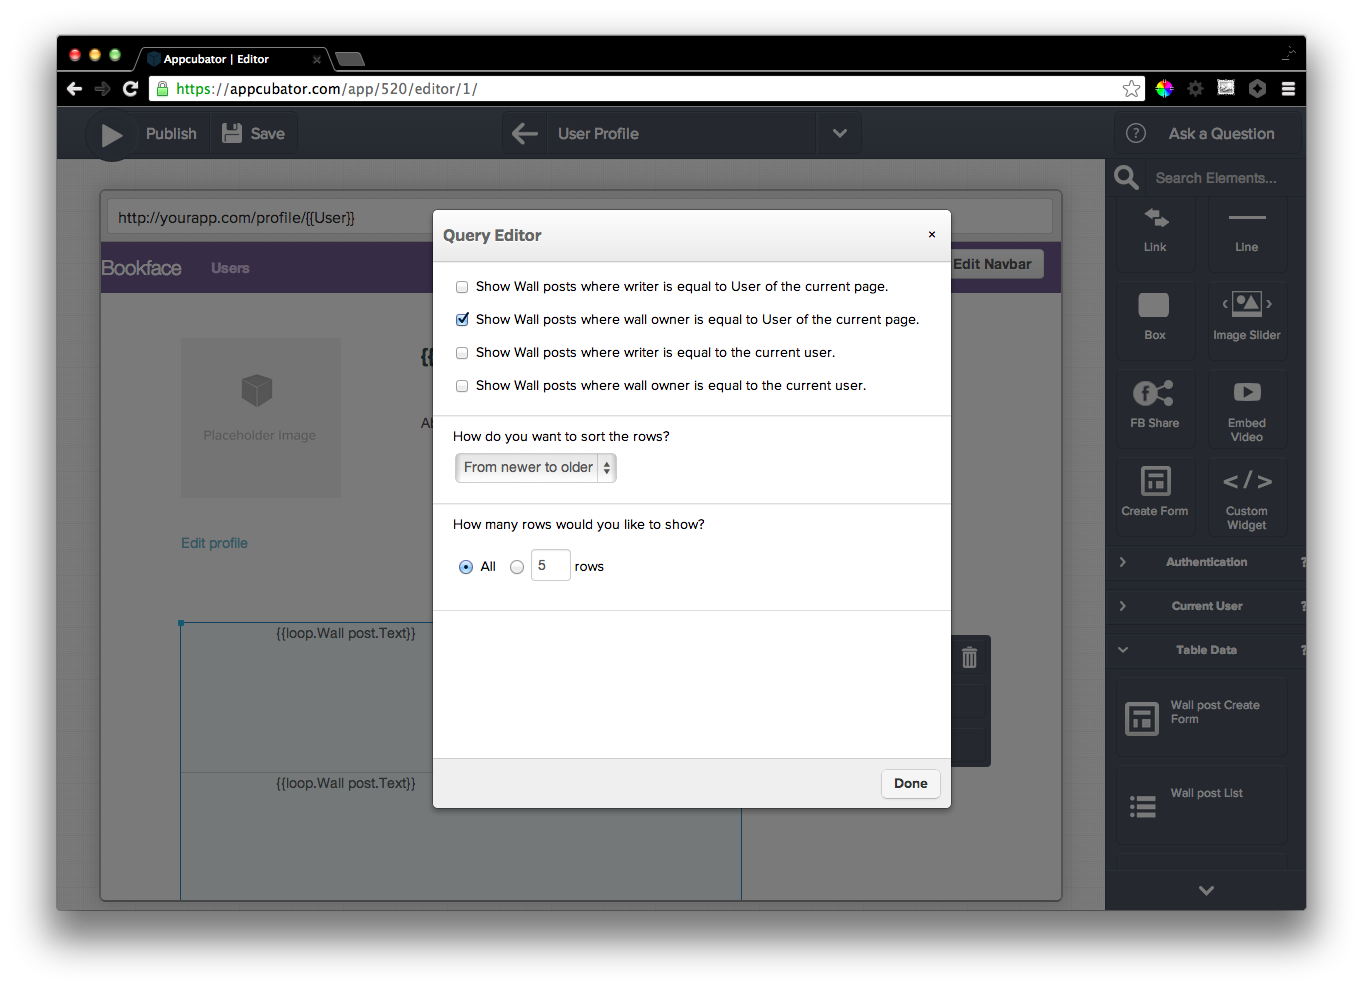 Appcubator | Editor
https://appcubator.com/app/520/editor/1/
Publish
Save
User Profile
? Ask a Question
Search Elements...
http://yourapp.com/profile/{{User}}
Query Editor
×
Bookface
Users
Edit Navbar
Link
Line
Show Wall posts where writer is equal to User of the current page.
Show Wall posts where wall owner is equal to User of the current page.
Show Wall posts where writer is equal to the current user.
Show Wall posts where wall owner is equal to the current user.
Box
Image Slider
Placeholder Image
FB Share
Embed Video
How do you want to sort the rows?
From newer to older
Create Form
Custom Widget
How many rows would you like to show?
All
5
rows
Edit profile
Authentication
?
Current User
?
Table Data
?
{{loop.Wall post.Text}}
Wall post Create
Form
{{loop.Wall post.Text}}
Done
Wall post List